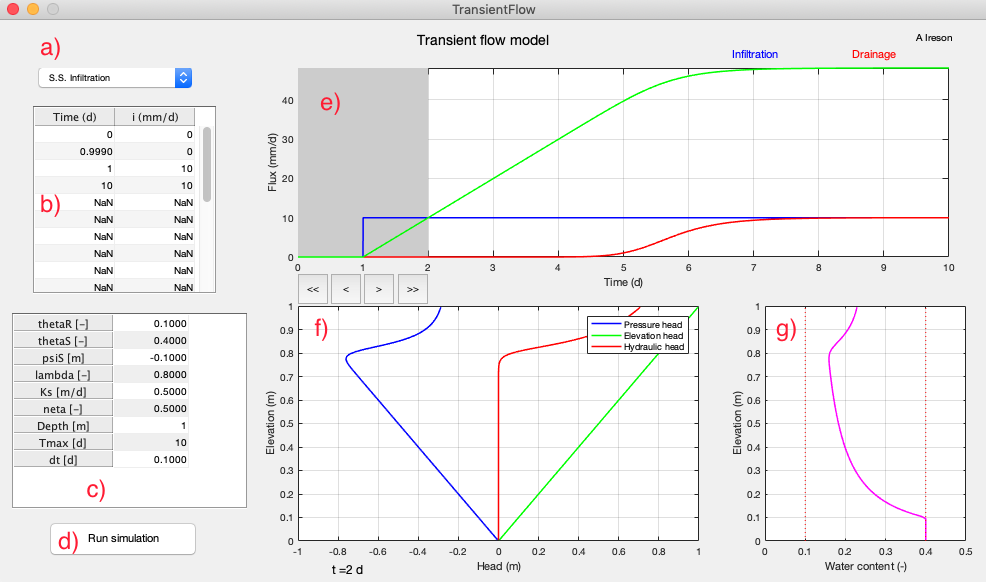 TransientFlow
Transient flow model
A Ireson
a)
S.S. Infiltration
Infiltration
Drainage
Time (d) i (mm/d)
0 0
0.9990 0
1 10
10 10
NaN NaN
NaN NaN
NaN NaN
NaN NaN
NaN NaN
NaN NaN
b)
e)
Flux (mm/d)
40
30
20
10
0
0 1 2 3 4 5 6 7 8 9 10
Time (d)
<< < > >>
thetaR [-] 0.1000
thetaS [-] 0.4000
psiS [m] -0.1000
lambda [-] 0.8000
Ks [m/d] 0.5000
neta [-] 0.5000
Depth [m] 1
Tmax [d] 10
dt [d] 0.1000
c)
d) Run simulation
f)
Pressure head
Elevation head
Hydraulic head
Elevation (m)
1
0.9
0.8
0.7
0.6
0.5
0.4
0.3
0.2
0.1
0
-1 -0.8 -0.6 -0.4 -0.2 0 0.2 0.4 0.6 0.8 1
Head (m)
t =2 d
g)
Elevation (m)
1
0.9
0.8
0.7
0.6
0.5
0.4
0.3
0.2
0.1
0
0 0.1 0.2 0.3 0.4 0.5
Water content (-)